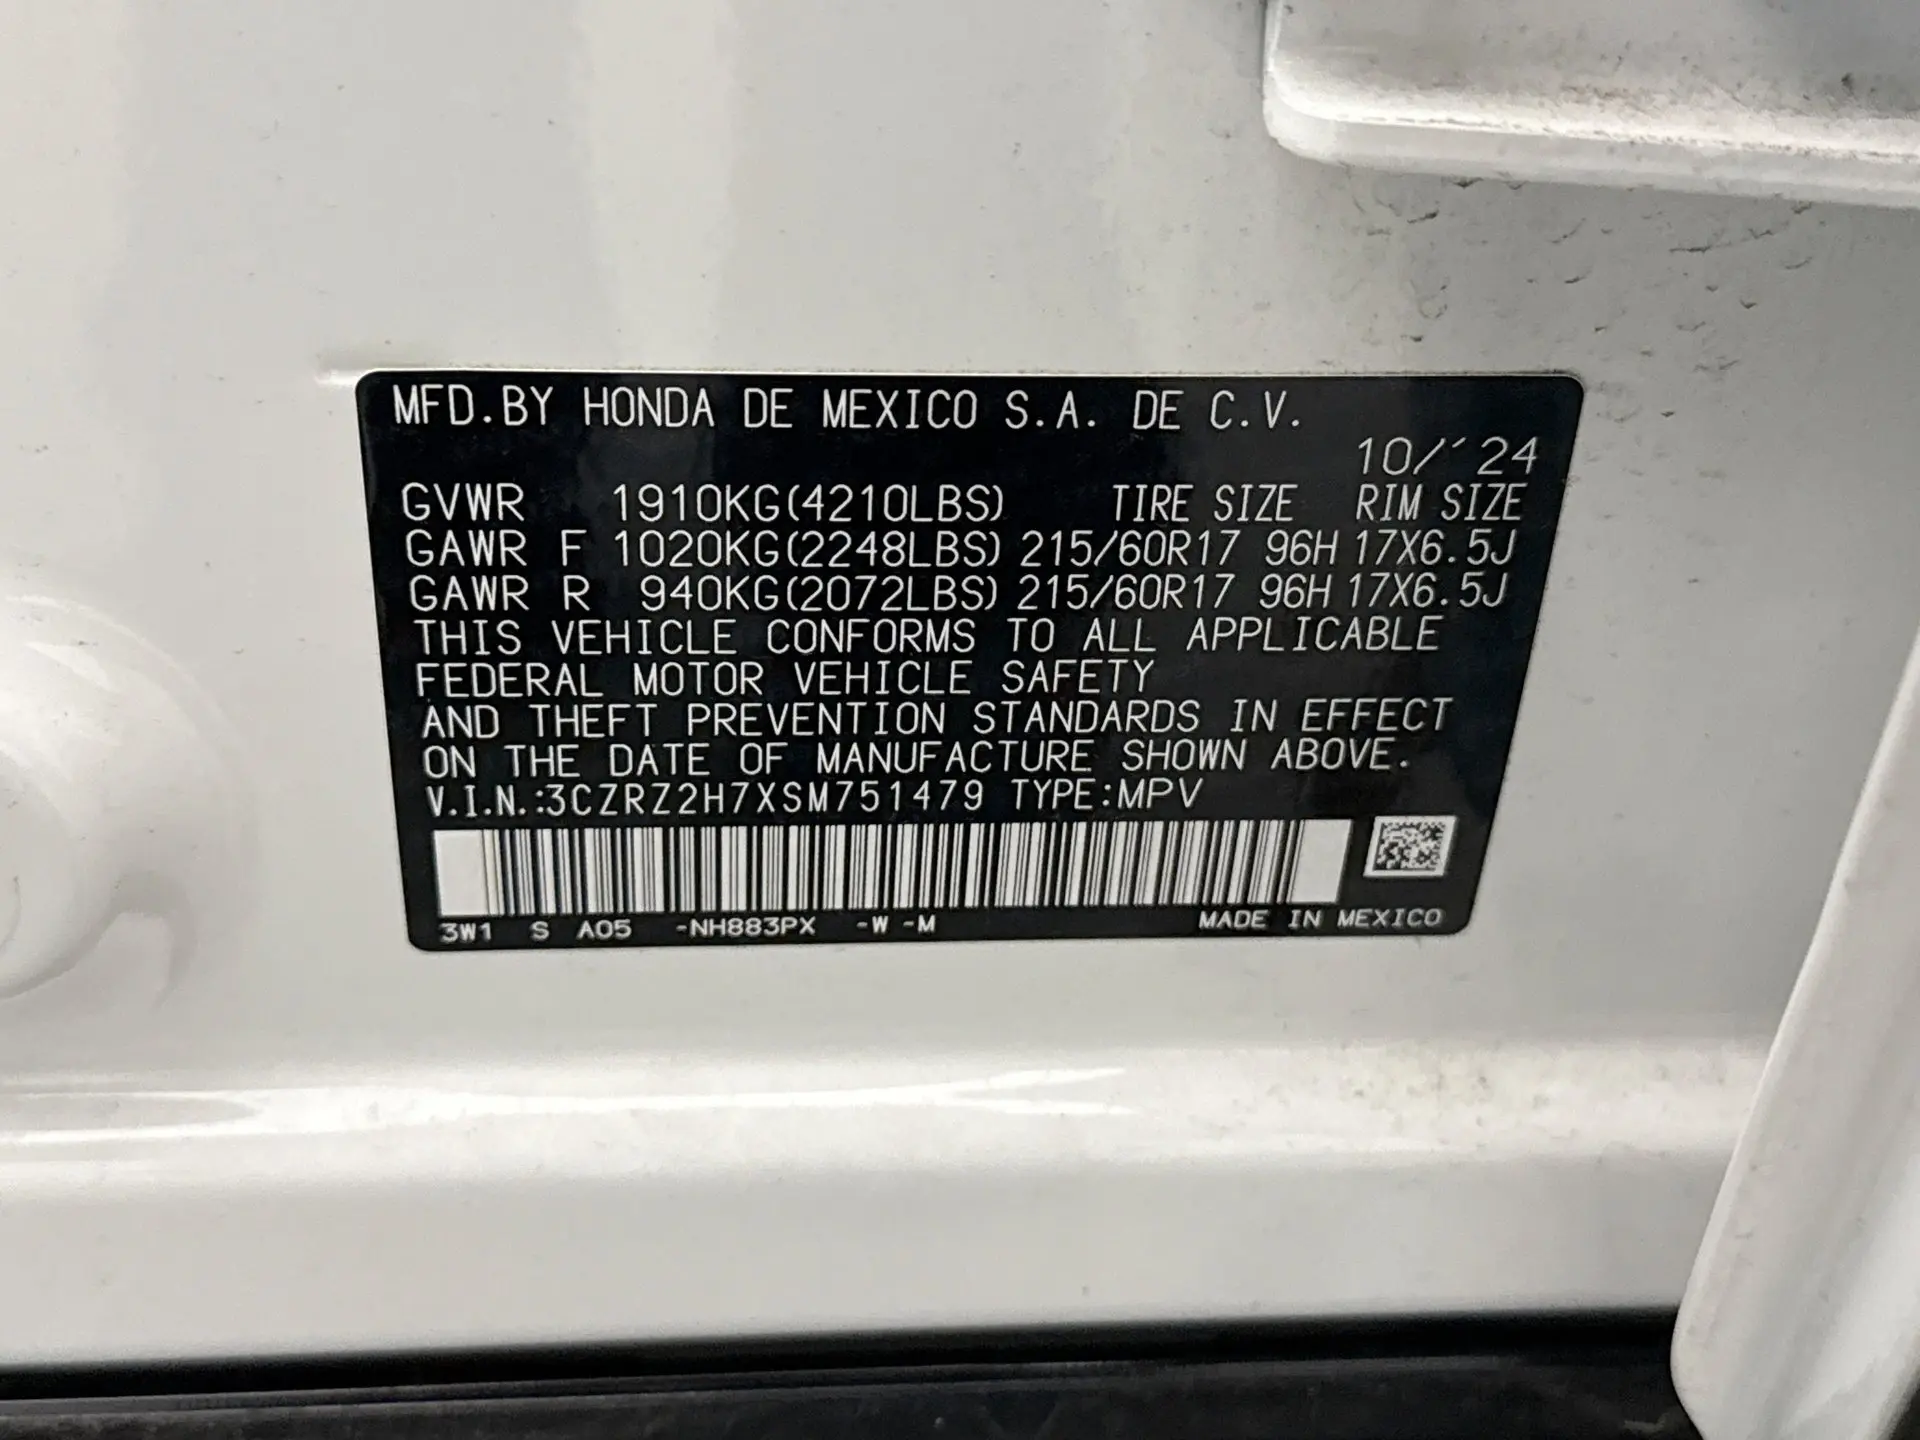 MFD.BY HONDA DE MEXICO S.A. DE C.V.
10/´24
GVWR 1910KG(4210LBS) TIRE SIZE RIM SIZE
GAWR F 1020KG(2248LBS) 215/60R17 96H 17X6.5J
GAWR R 940KG(2072LBS) 215/60R17 96H 17X6.5J
THIS VEHICLE CONFORMS TO ALL APPLICABLE
FEDERAL MOTOR VEHICLE SAFETY
AND THEFT PREVENTION STANDARDS IN EFFECT
ON THE DATE OF MANUFACTURE SHOWN ABOVE.
V.I.N.:3CZRZ2H7XSM751479 TYPE:MPV
3W1 S A05 -NH883PX -W -M MADE IN MEXICO